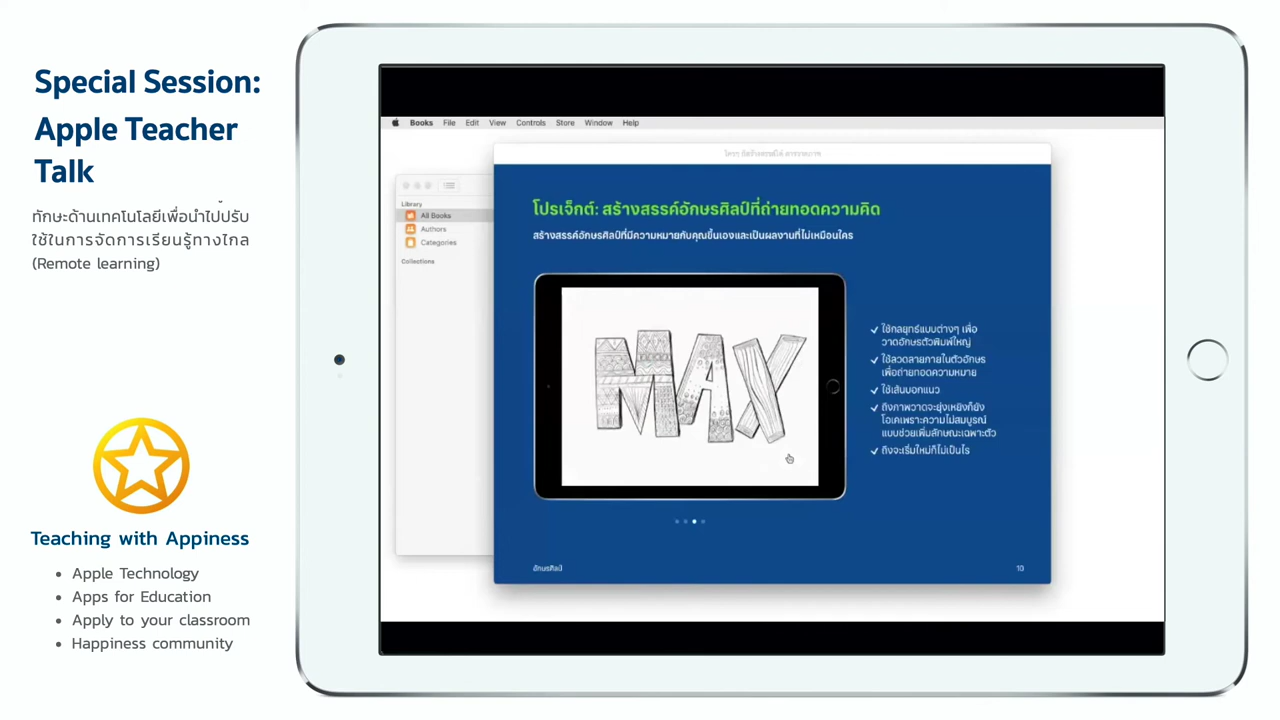 Special Session:
Apple Teacher
Talk
ทักษะด้านเทคโนโลยีเพื่อนำไปปรับ
ใช้ในการจัดการเรียนรู้ทางไกล
(Remote learning)
Teaching with Appiness
• Apple Technology
• Apps for Education
• Apply to your classroom
• Happiness community
Books File Edit View Controls Store Window Help
Library
All Books
Authors
Categories
Collections
โปรเจ็กต์: สร้างสรรค์อักษรศิลป์ที่ถ่ายทอดความคิด
สร้างสรรค์อักษรศิลป์ที่มีความหมายกับคุณขึ้นเองและเป็นผลงานที่ไม่เหมือนใคร
MAX
ใช้กลยุทธ์แบบต่างๆ เพื่อ
วาดอักษรตัวพิมพ์ใหญ่
ใช้ลวดลายภายในตัวอักษร
เพื่อถ่ายทอดความหมาย
ใช้เส้นบอกแนว
ถึงภาพวาดจะยุ่งเหยิงก็ยัง
โอเคเพราะความไม่สมบูรณ์
แบบช่วยเพิ่มลักษณะเฉพาะตัว
ถึงจะเริ่มใหม่ก็ไม่เป็นไร
อักษรศิลป์
10